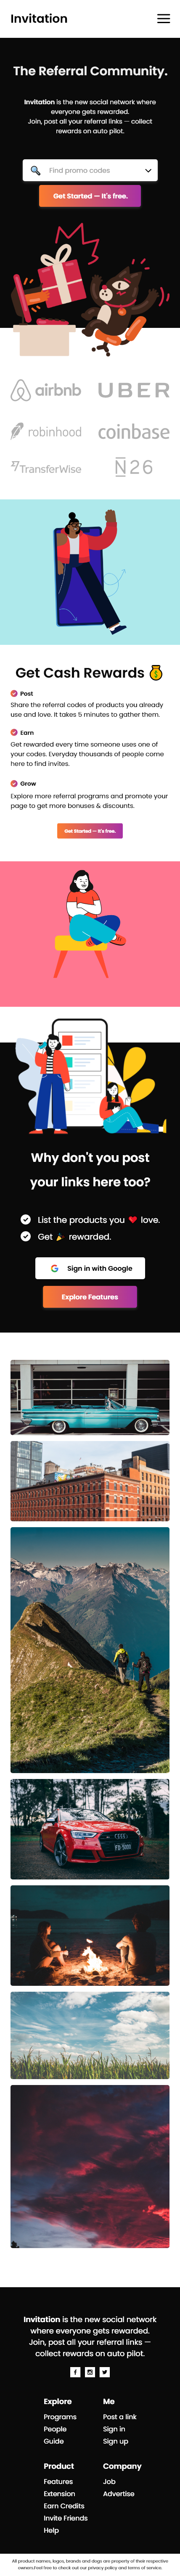 Invitation
The Referral Community.
Invitation is the new social network where
everyone gets rewarded.
Join, post all your referral links — collect
rewards on auto pilot.
Find promo codes
Get Started — It's free.
airbnb
UBER
robinhood
coinbase
TransferWise
N26
Get Cash Rewards 💰
Post
Share the referral codes of products you already
use and love. It takes 5 minutes to gather them.
Earn
Get rewarded every time someone uses one of
your codes. Everyday thousands of people come
here to find invites.
Grow
Explore more referral programs and promote your
page to get more bonuses & discounts.
Get Started — It's free.
Why don't you post
your links here too?
List the products you ❤️ love.
Get 🎉 rewarded.
Sign in with Google
Explore Features
Invitation is the new social network
where everyone gets rewarded.
Join, post all your referral links —
collect rewards on auto pilot.
Explore
Programs
People
Guide
Me
Post a link
Sign in
Sign up
Product
Features
Extension
Earn Credits
Invite Friends
Help
Company
Job
Advertise
All product names, logos, brands and dogs are property of their respective
owners.Feel free to check out our privacy policy and terms of service.